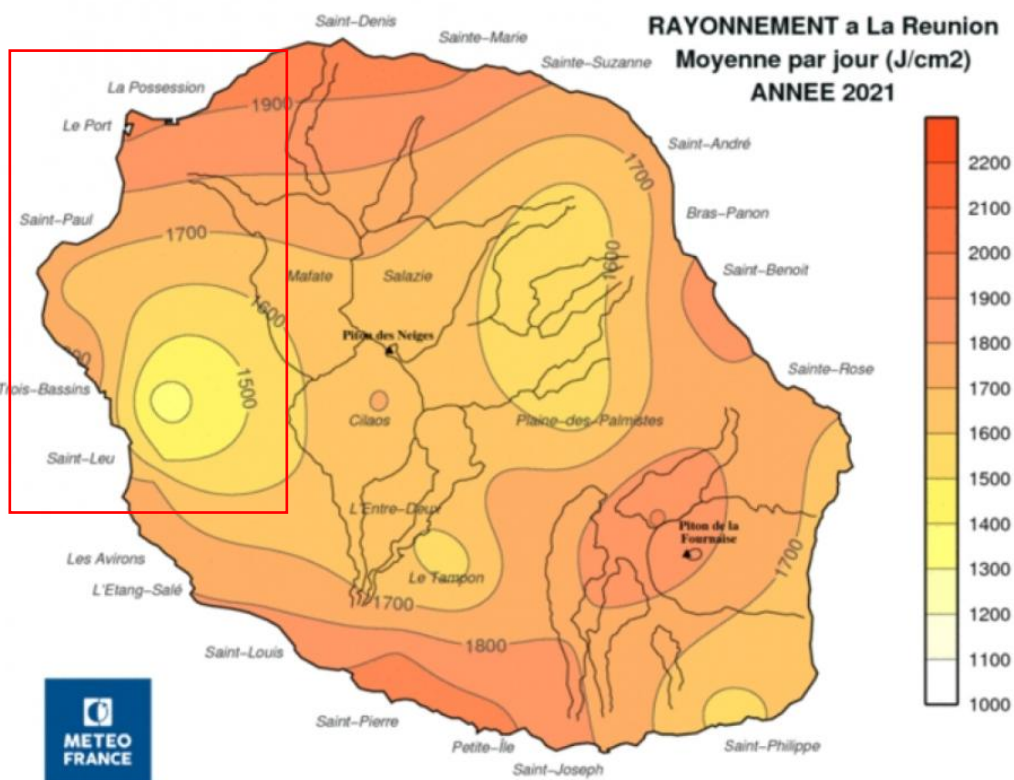 RAYONNEMENT a La Reunion
Moyenne par jour (J/cm2)
ANNEE 2021
Saint-Denis
Sainte-Marie
Sainte-Suzanne
La Possession
1900
Le Port
Saint-André
1700
2200
2100
Saint-Paul
Bras-Panon
1700
2000
Mafate
Salazie
1600
Saint-Benoit
1900
1600
Piton des Neiges
1800
Trois-Bassins
1500
Sainte-Rose
1700
Cilaos
Plaine-des-Palmistes
1600
Saint-Leu
1500
L'Entre-Deux
Piton de la
Fournaise
1400
Les Avirons
1700
1300
L'Etang-Salé
Le Tampon
1700
1200
Saint-Louis
1800
1100
1000
METEO
FRANCE
Saint-Pierre
Petite-Île
Saint-Philippe
Saint-Joseph